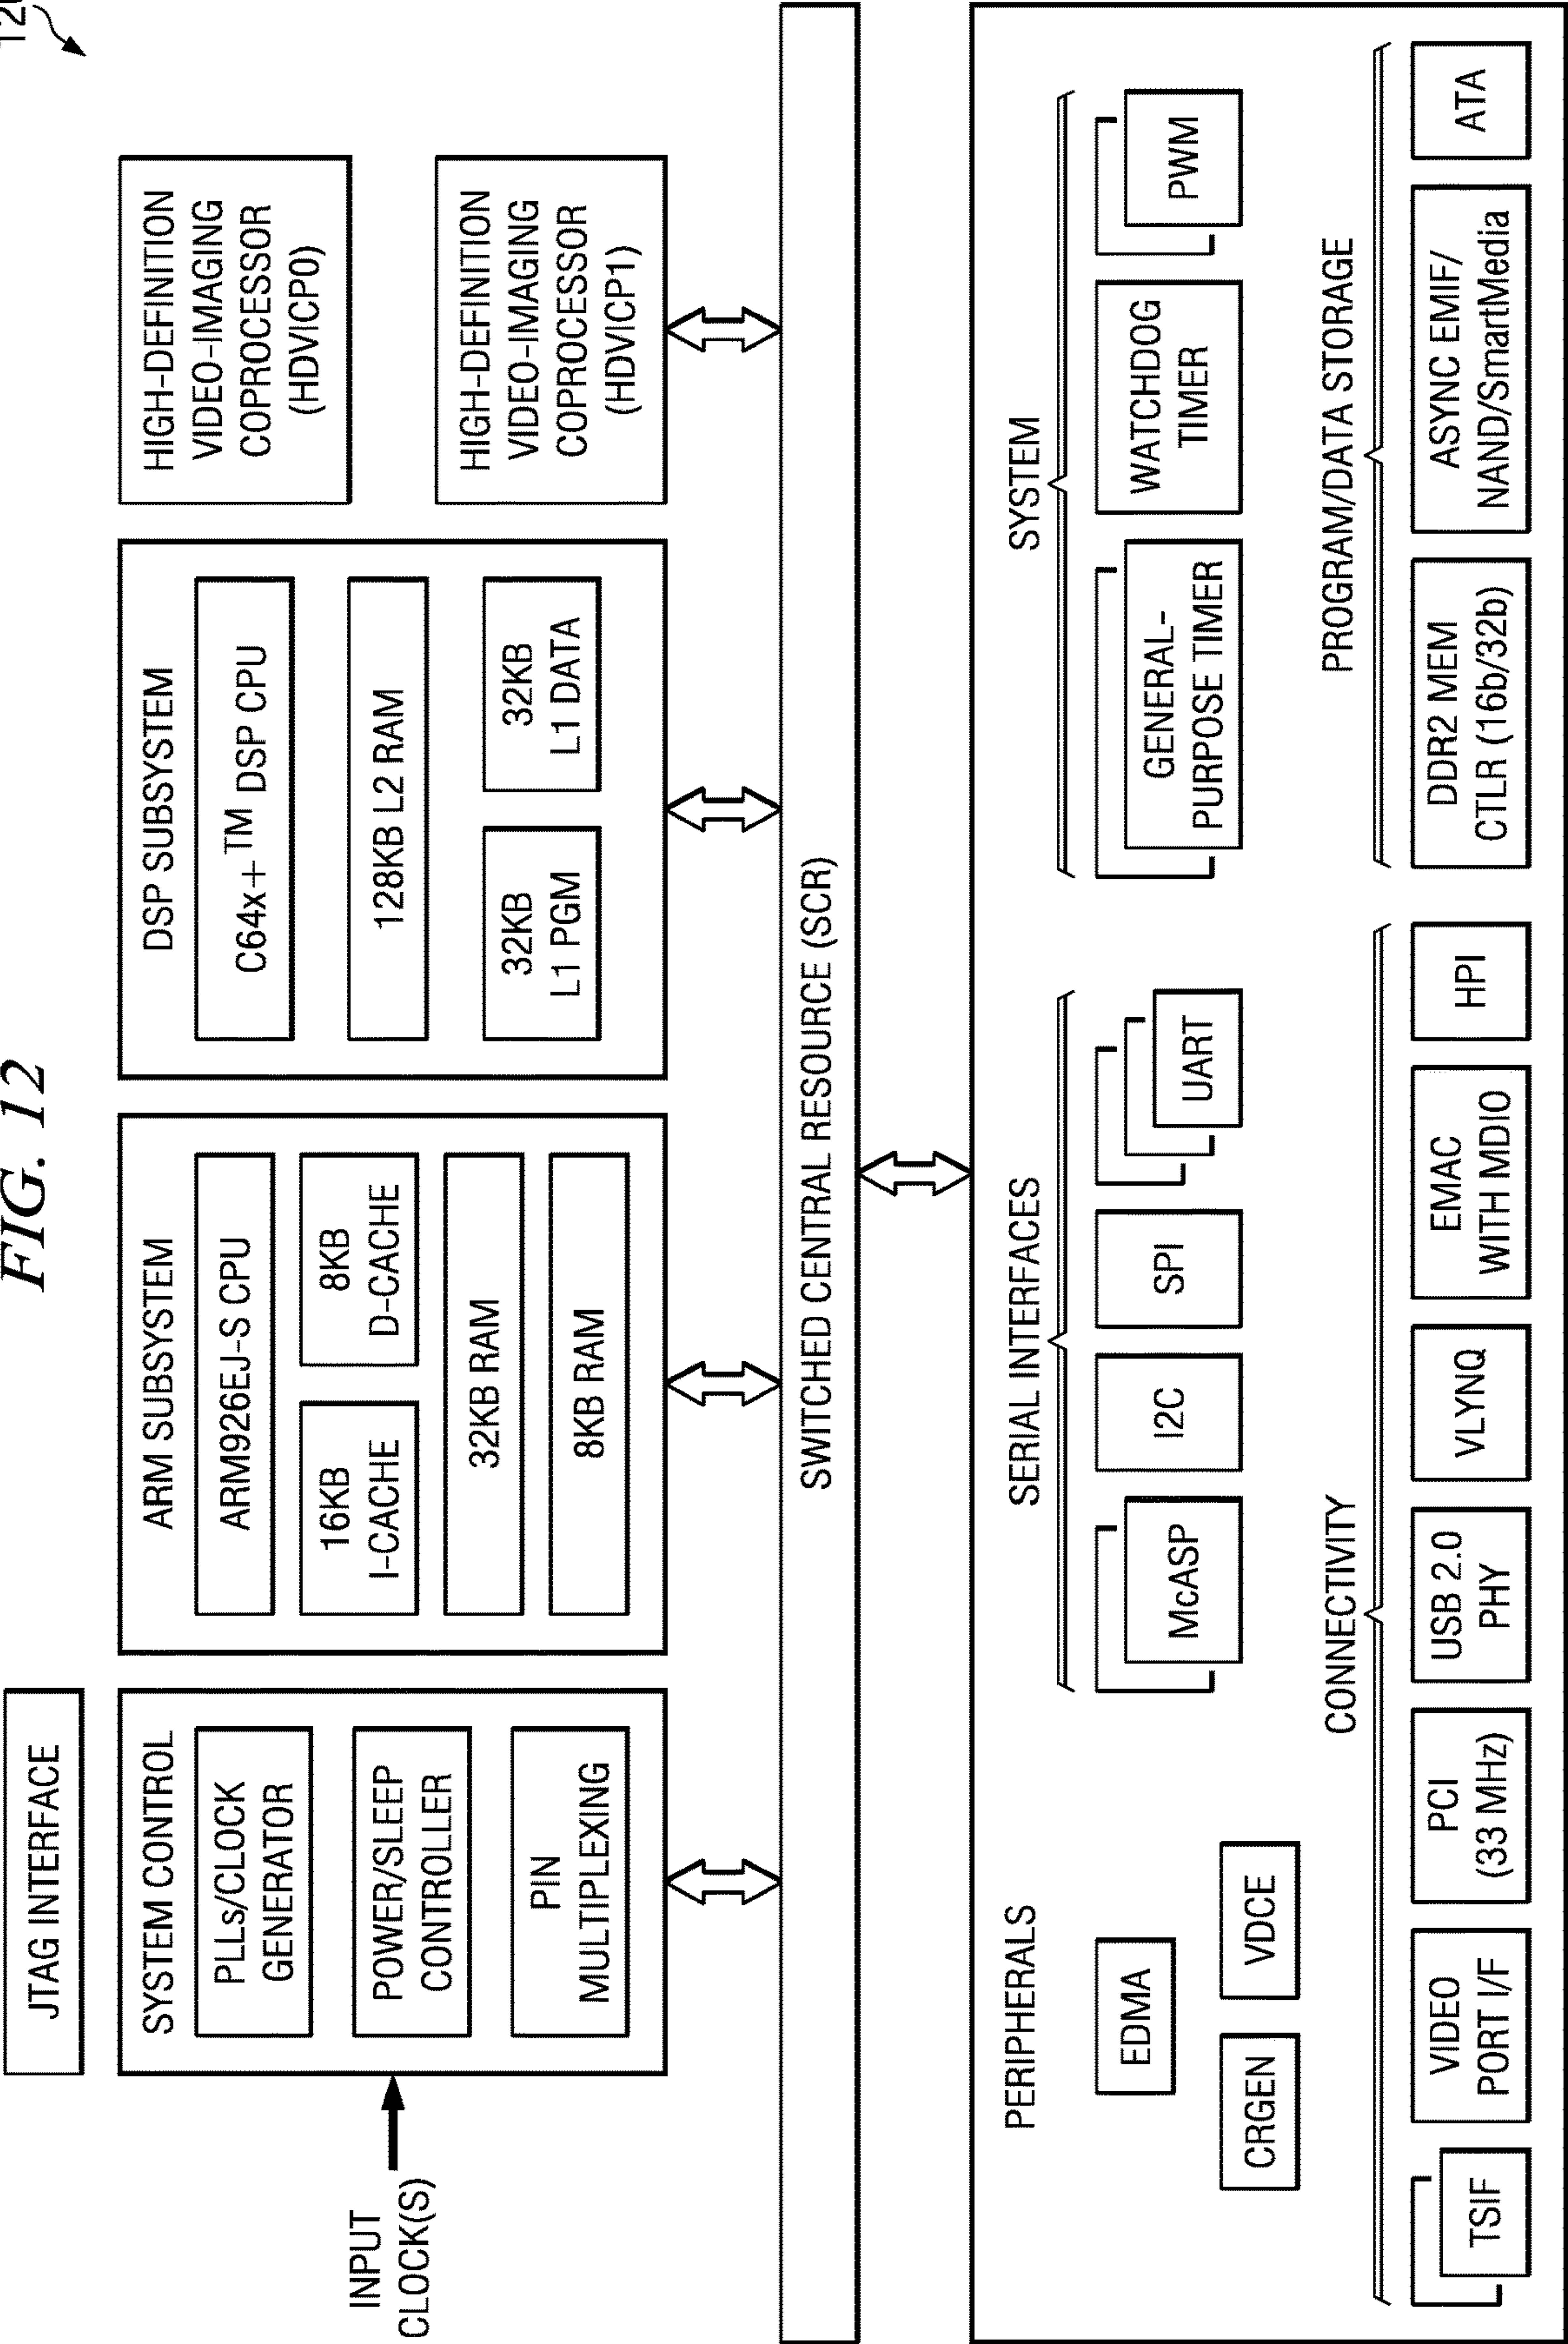 FIG. 12
JTAG INTERFACE
INPUT
CLOCK(S)
SYSTEM CONTROL
PLLs/CLOCK
GENERATOR
POWER/SLEEP
CONTROLLER
PIN
MULTIPLEXING
ARM SUBSYSTEM
ARM926EJ-S CPU
16KB
I-CACHE
8KB
D-CACHE
32KB RAM
8KB RAM
DSP SUBSYSTEM
C64x+™ DSP CPU
128KB L2 RAM
32KB
L1 PGM
32KB
L1 DATA
HIGH-DEFINITION
VIDEO-IMAGING
COPROCESSOR
(HDVICP0)
HIGH-DEFINITION
VIDEO-IMAGING
COPROCESSOR
(HDVICP1)
SWITCHED CENTRAL RESOURCE (SCR)
PERIPHERALS
EDMA
CRGEN
VDCE
SERIAL INTERFACES
McASP
I2C
SPI
UART
SYSTEM
GENERAL-
PURPOSE TIMER
WATCHDOG
TIMER
PWM
CONNECTIVITY
TSIF
VIDEO
PORT I/F
PCI
(33 MHz)
USB 2.0
PHY
VLYNQ
EMAC
WITH MDIO
HPI
PROGRAM/DATA STORAGE
DDR2 MEM
CTLR (16b/32b)
ASYNC EMIF/
NAND/SmartMedia
ATA